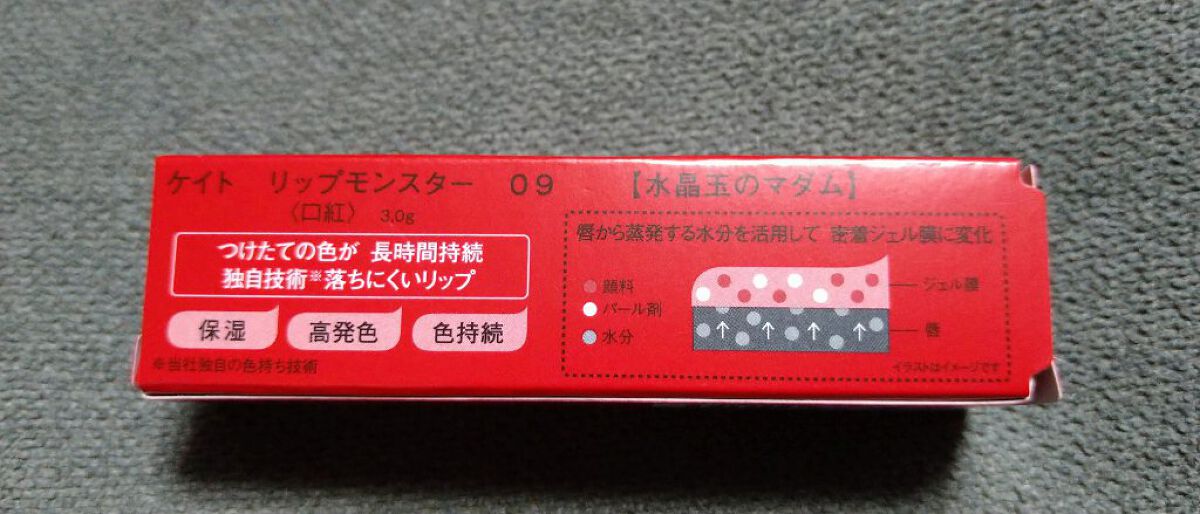 ケイト リップモンスター 09 【水晶玉のマダム】
〈口紅〉 3.0g
つけたての色が 長時間持続
独自技術※落ちにくいリップ
保湿 高発色 色持続
※当社独自の色持ち技術
唇から蒸発する水分を活用して 密着ジェル膜に変化
顔料
パール剤
水分
ジェル膜
唇
イラストはイメージです